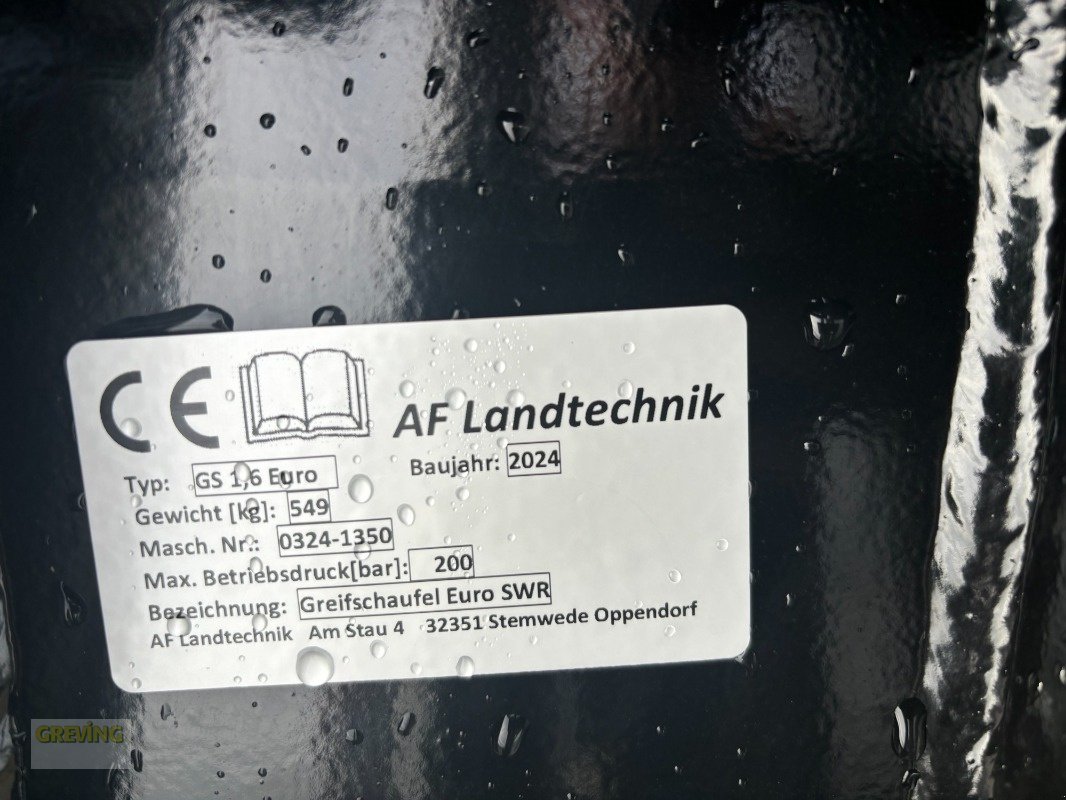 CE
AF Landtechnik
Typ: GS 1,6 Euro Baujahr: 2024
Gewicht [kg]: 549
Masch. Nr.: 0324-1350
Max. Betriebsdruck[bar]: 200
Bezeichnung: Greifschaufel Euro SWR
AF Landtechnik Am Stau 4 32351 Stemwede Oppendorf
GREVING